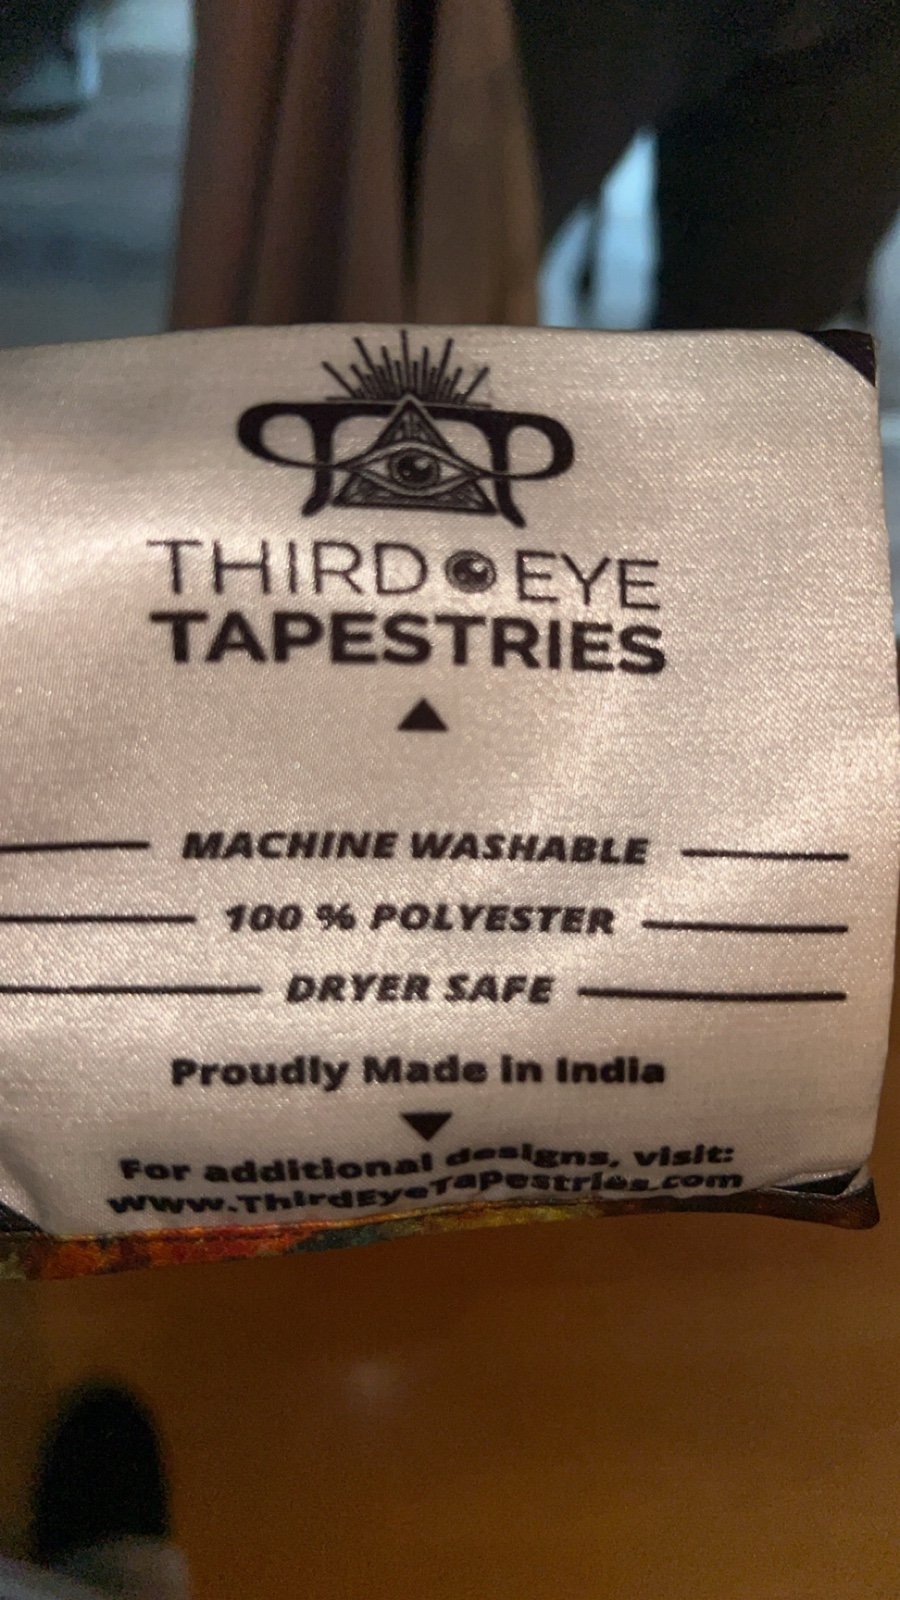 THIRD EYE
TAPESTRIES
MACHINE WASHABLE
100 % POLYESTER
DRYER SAFE
Proudly Made in India
For additional designs, visit:
www.ThirdEyeTapestries.com